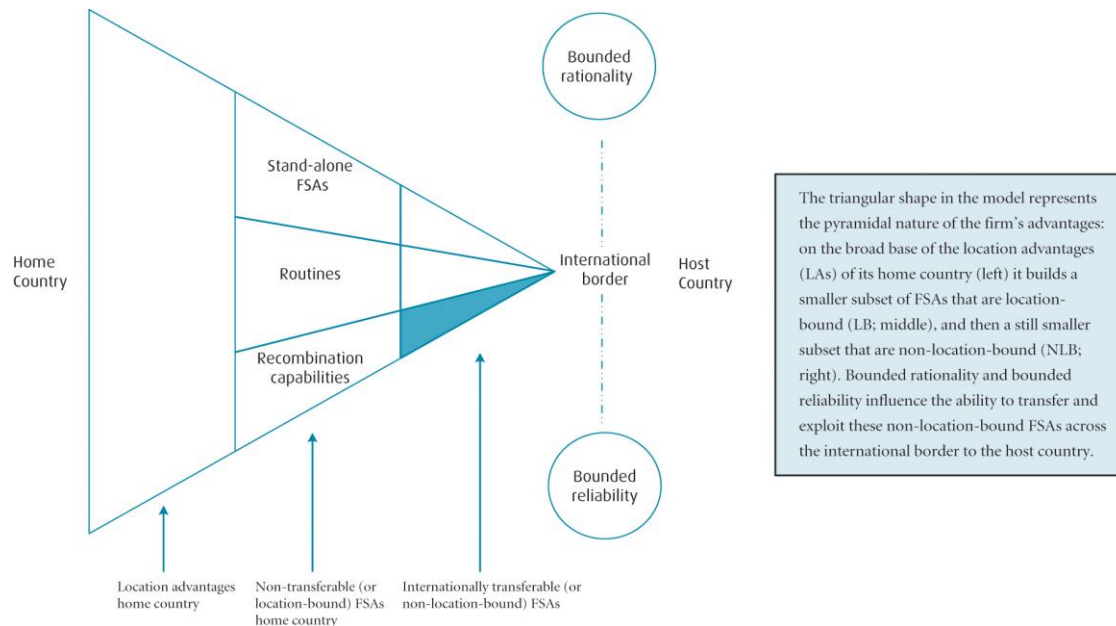 Bounded
rationality
Stand-alone
FSAs
Home
Country
Routines
International
border
Host
Country
Recombination
capabilities
Bounded
reliability
Location advantages
home country
Non-transferable (or
location-bound) FSAs
home country
Internationally transferable (or
non-location-bound) FSAs
The triangular shape in the model represents
the pyramidal nature of the firm's advantages:
on the broad base of the location advantages
(LAs) of its home country (left) it builds a
smaller subset of FSAs that are location-
bound (LB; middle), and then a still smaller
subset that are non-location-bound (NLB;
right). Bounded rationality and bounded
reliability influence the ability to transfer and
exploit these non-location-bound FSAs across
the international border to the host country.